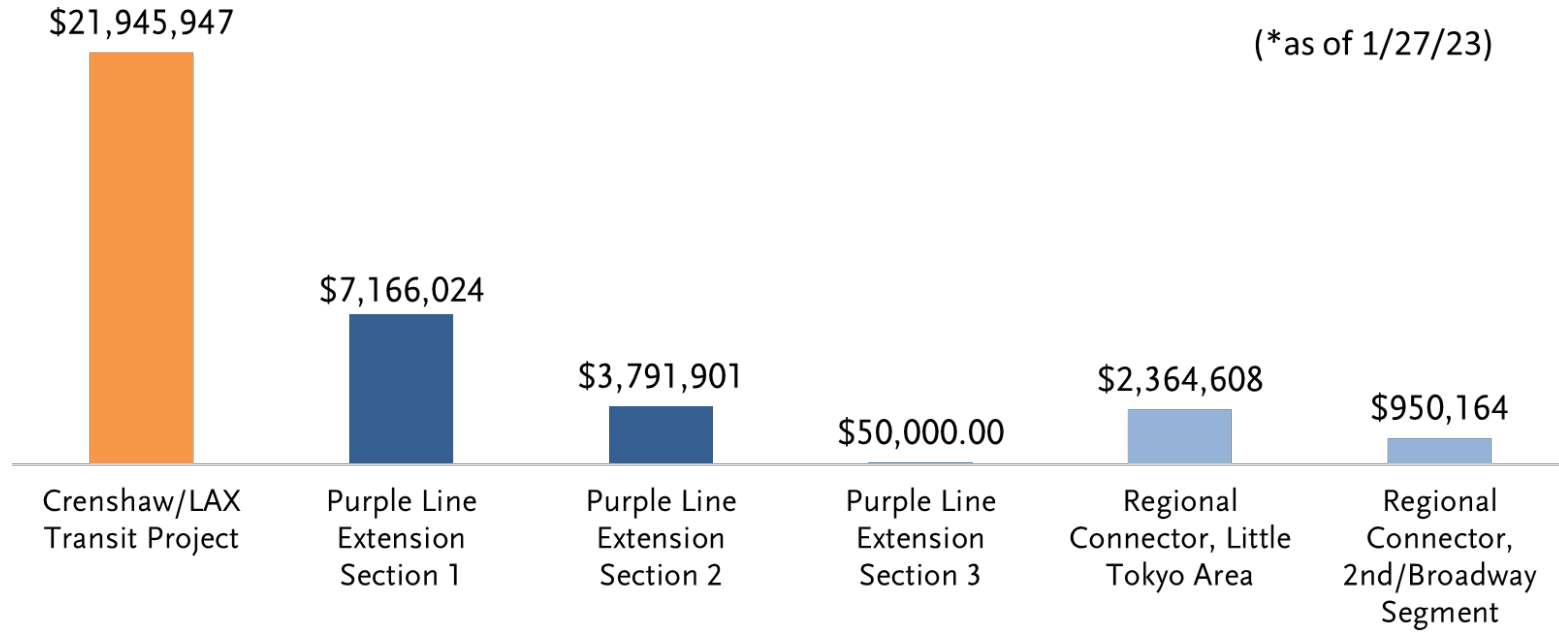 $21,945,947
(*as of 1/27/23)
$7,166,024
$3,791,901
$50,000.00
$2,364,608
$950,164
Crenshaw/LAX
Transit Project
Purple Line
Extension
Section 1
Purple Line
Extension
Section 2
Purple Line
Extension
Section 3
Regional
Connector, Little
Tokyo Area
Regional
Connector,
2nd/Broadway
Segment